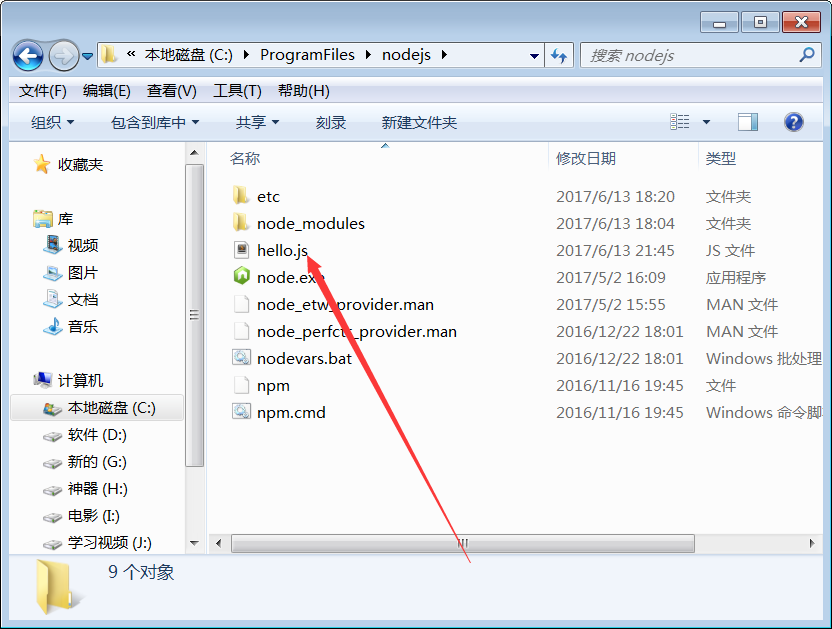 « 本地磁盘 (C:) ProgramFiles nodejs 搜索 nodejs
文件(F) 编辑(E) 查看(V) 工具(T) 帮助(H)
组织 包含到库中 共享 刻录 新建文件夹
收藏夹
库
视频
图片
文档
音乐
计算机
本地磁盘 (C:)
软件 (D:)
新的 (G:)
神器 (H:)
电影 (I:)
学习视频 (J:)
名称 修改日期 类型
etc 2017/6/13 18:20 文件夹
node_modules 2017/6/13 18:04 文件夹
hello.js 2017/6/13 21:45 JS 文件
node.exe 2017/5/2 16:09 应用程序
node_etw_provider.man 2017/5/2 15:55 MAN 文件
node_perfctr_provider.man 2016/12/22 18:01 MAN 文件
nodevars.bat 2016/12/22 18:01 Windows 批处理
npm 2016/11/16 19:45 文件
npm.cmd 2016/11/16 19:45 Windows 命令脚
9 个对象